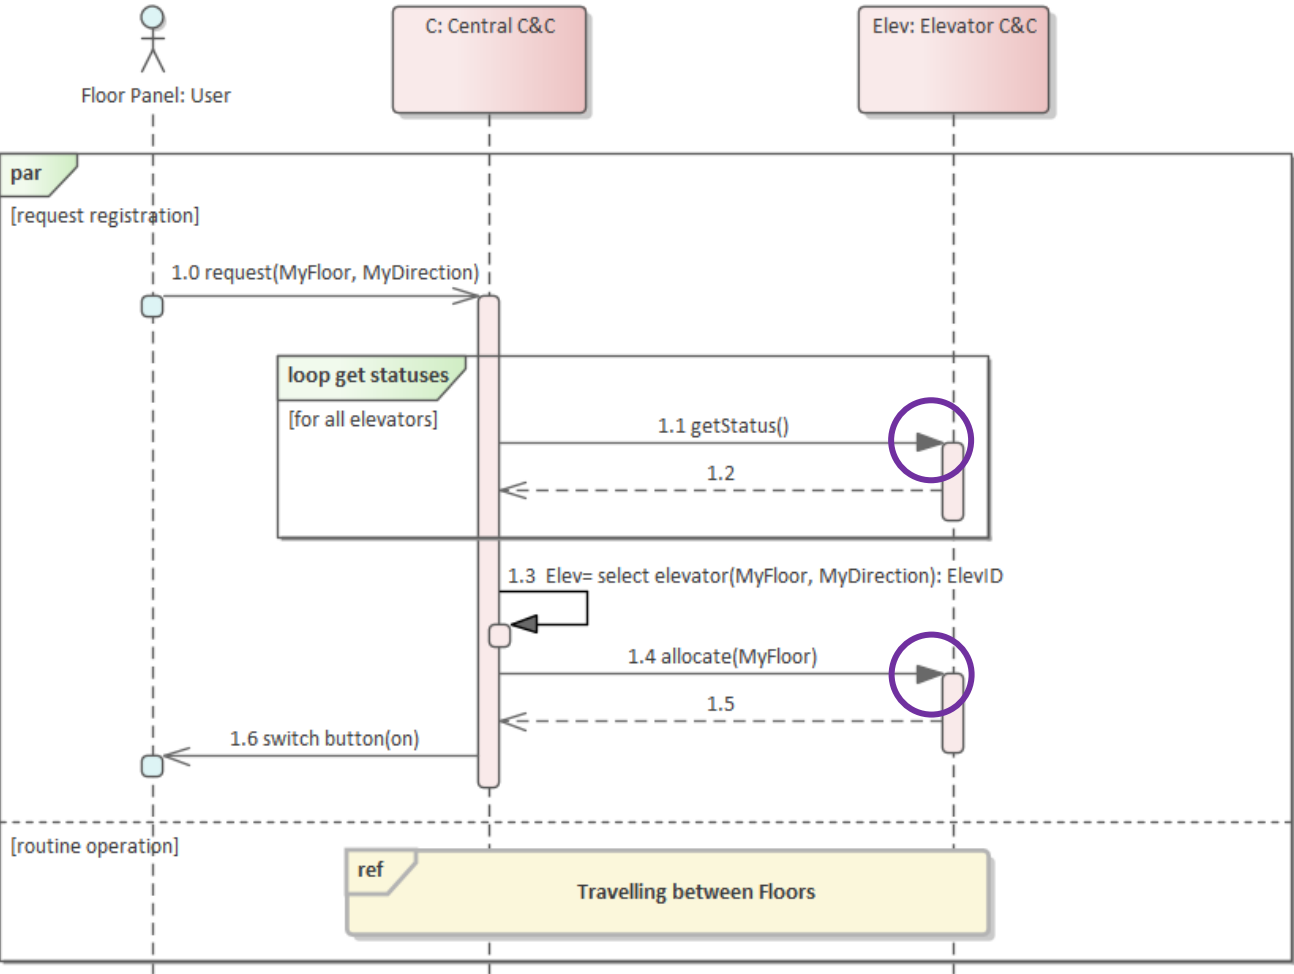 Floor Panel: User
C: Central C&C
Elev: Elevator C&C
par
[request registration]
1.0 request(MyFloor, MyDirection)
loop get statuses
[for all elevators]
1.1 getStatus()
1.2
1.3 Elev= select elevator(MyFloor, MyDirection): ElevID
1.4 allocate(MyFloor)
1.5
1.6 switch button(on)
[routine operation]
ref
Travelling between Floors